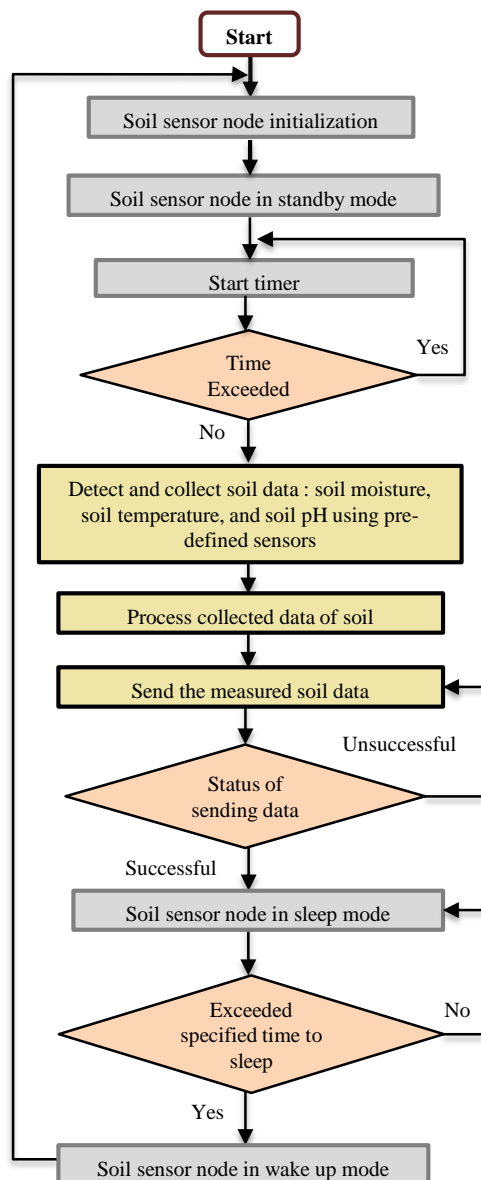 Start
Soil sensor node initialization
Soil sensor node in standby mode
Start timer
Yes
Time
Exceeded
No
Detect and collect soil data : soil moisture,
soil temperature, and soil pH using pre-
defined sensors
Process collected data of soil
Send the measured soil data
Unsuccessful
Status of
sending data
Successful
Soil sensor node in sleep mode
No
Exceeded
specified time to
sleep
Yes
Soil sensor node in wake up mode